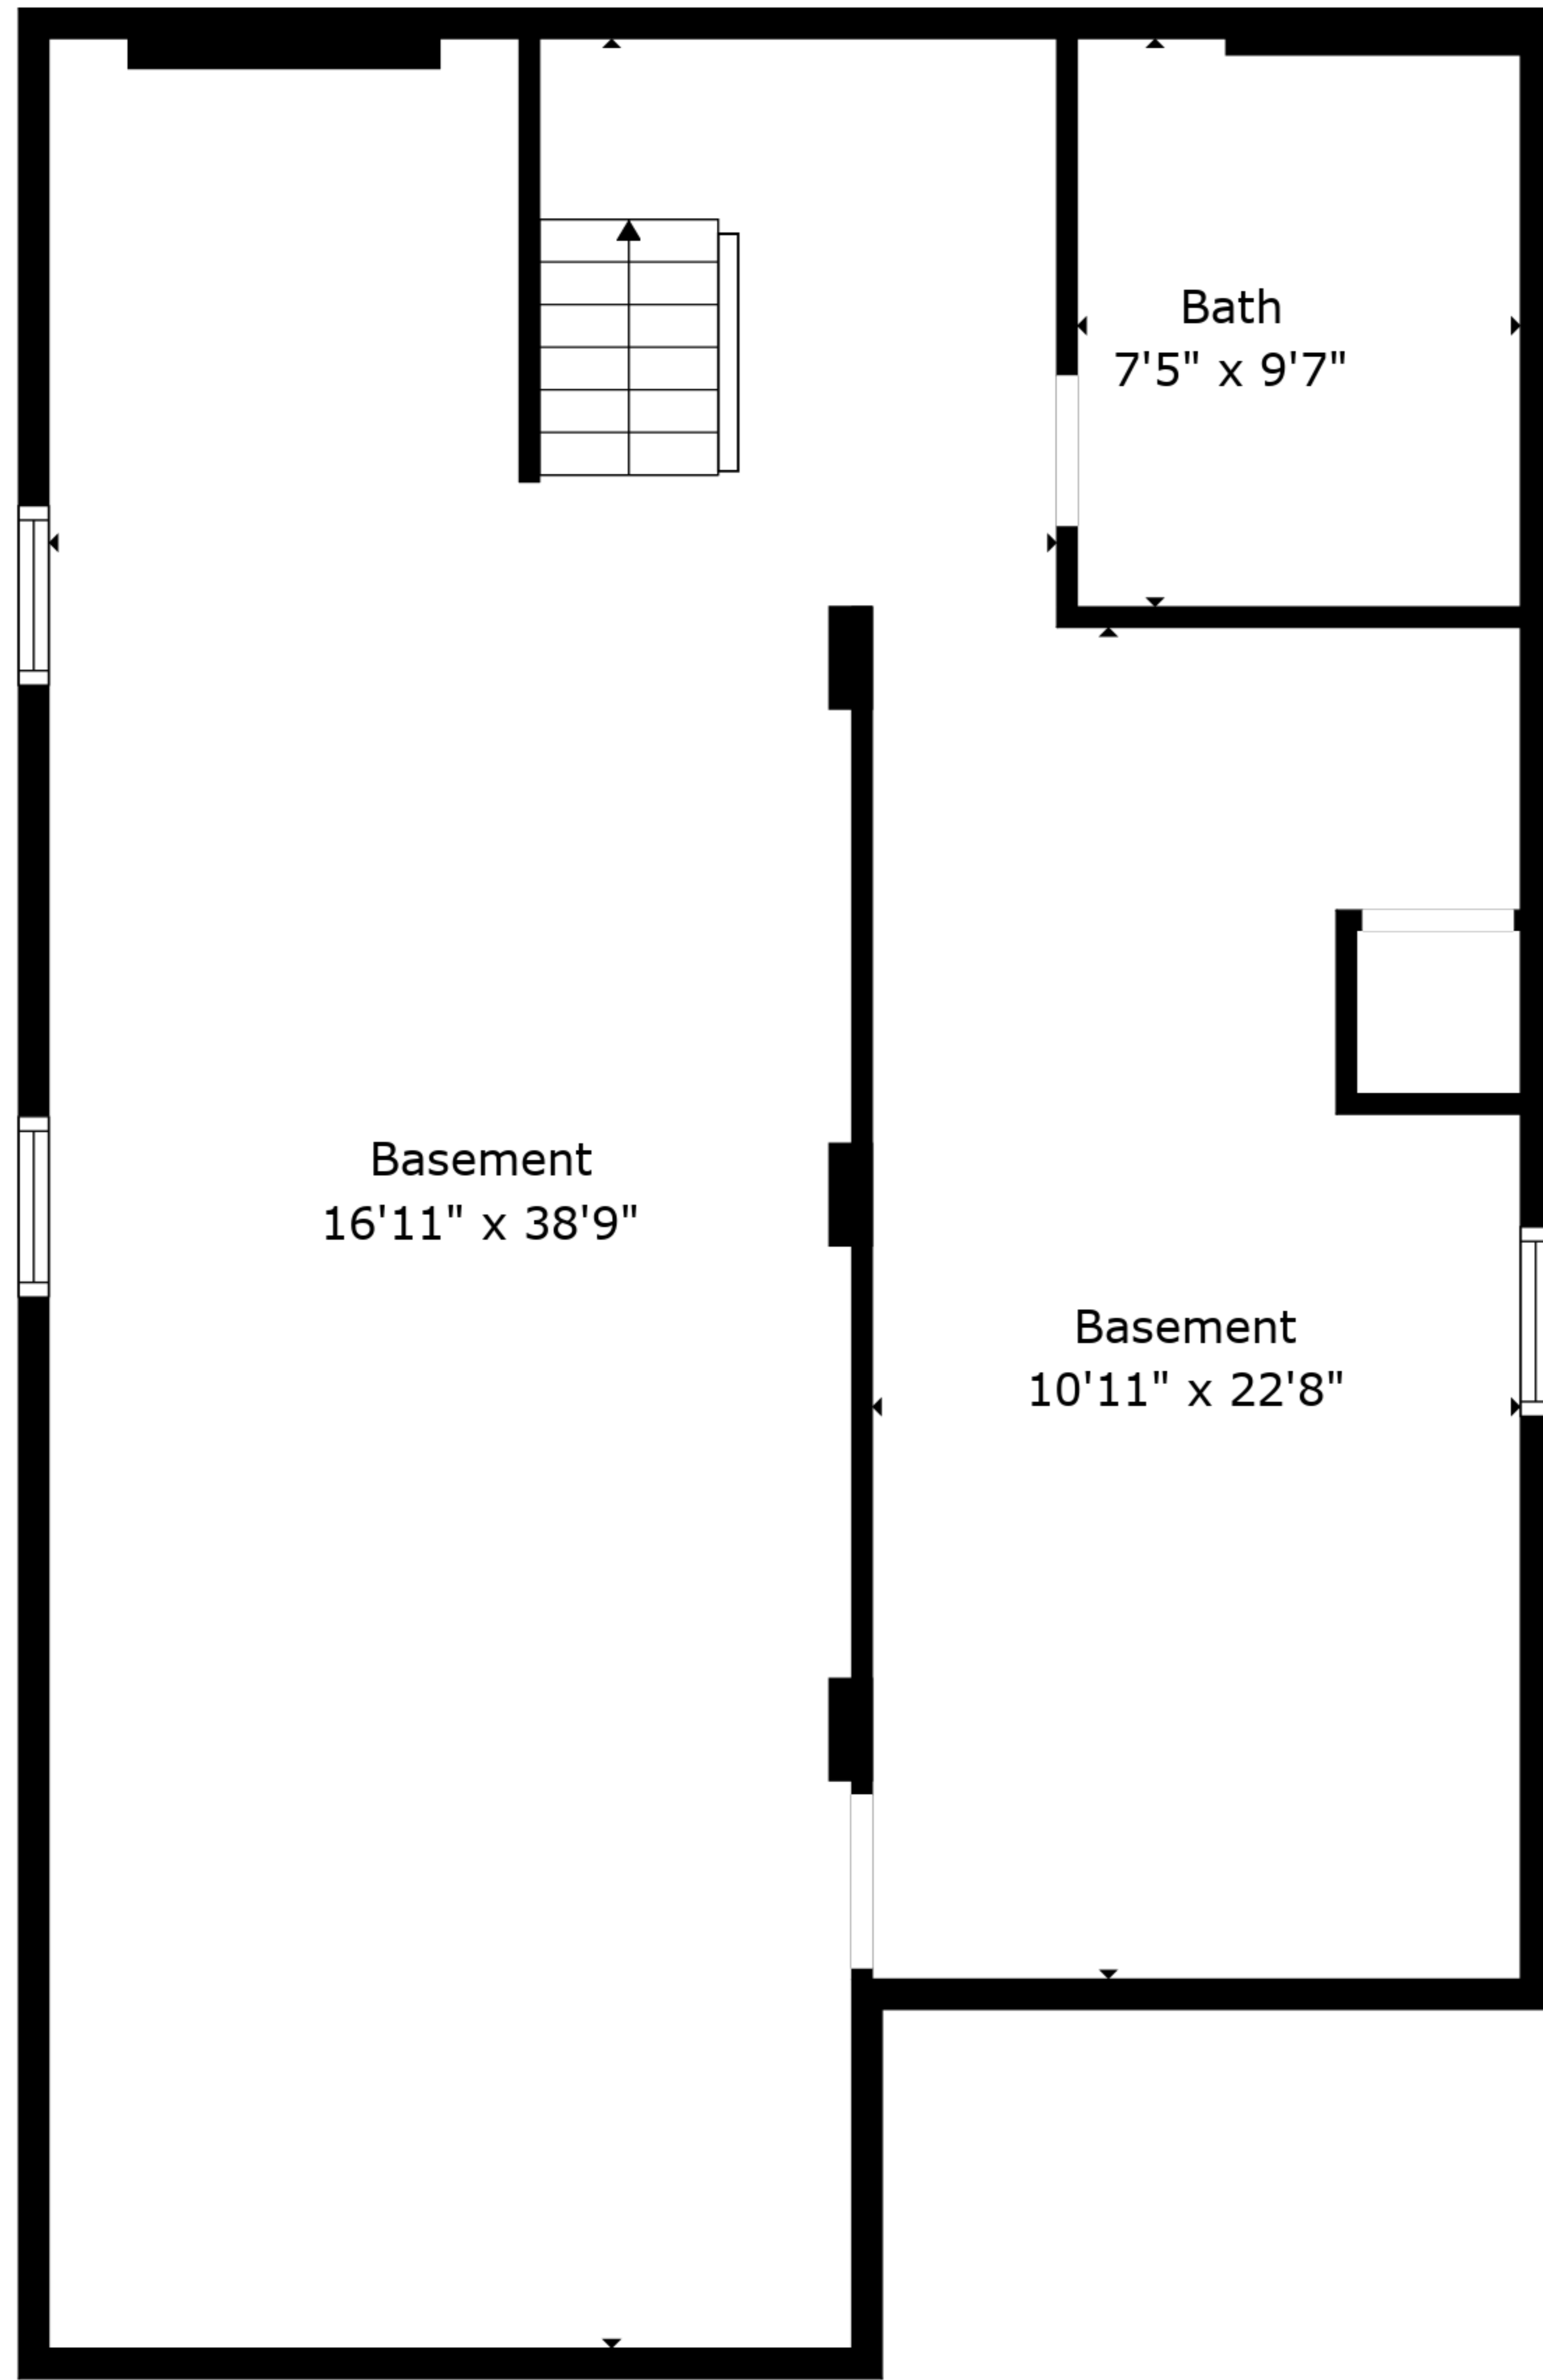 Bath
7'5" x 9'7"
Basement
16'11" x 38'9"
Basement
10'11" x 22'8"